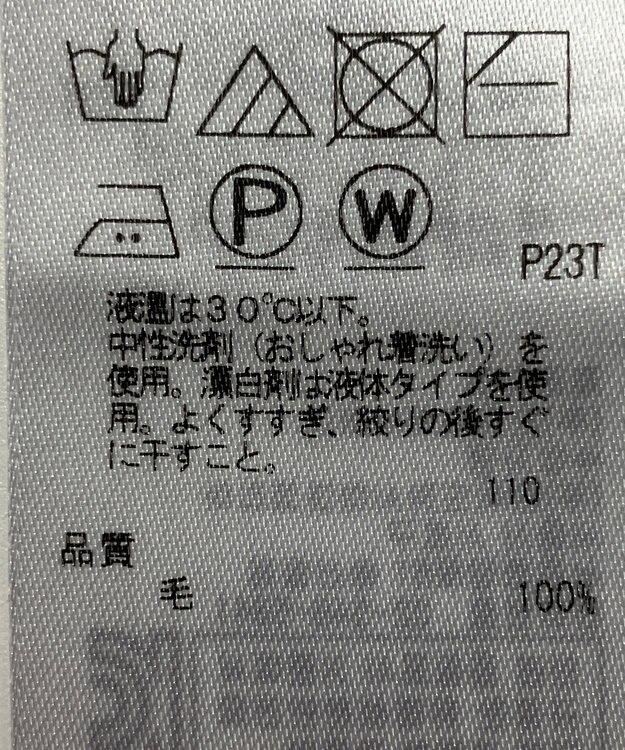 P W
P23T
液温は30℃以下。
中性洗剤（おしゃれ着洗い）を
使用。漂白剤は液体タイプを使
用。よくすすぎ、絞りの後すぐ
に干すこと。
110
品質
毛 100%